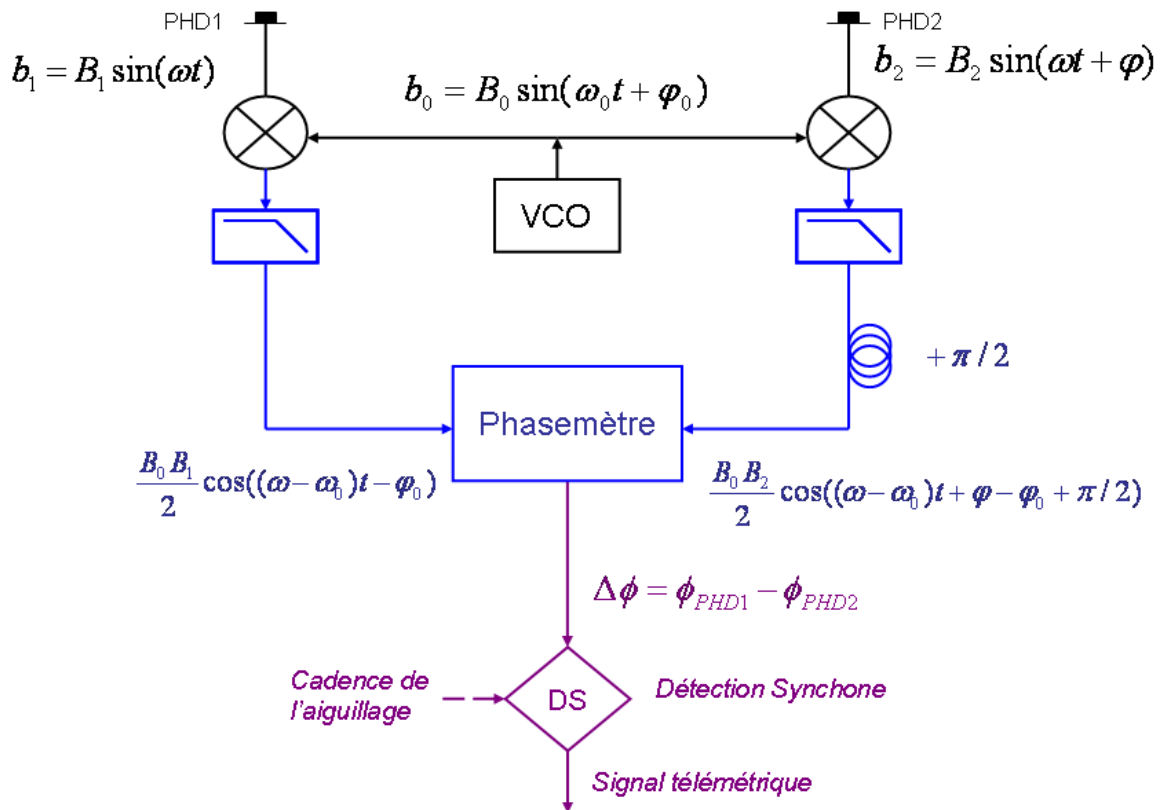 PHD1
PHD2
b₁ = B₁ sin(ωt)
b₂ = B₂ sin(ωt + φ)
b₀ = B₀ sin(ω₀t + φ₀)
VCO
+ π / 2
Phasemètre
B₀B₁/2 cos((ω − ω₀)t − φ₀)
B₀B₂/2 cos((ω − ω₀)t + φ − φ₀ + π / 2)
Δϕ = ϕ_PHD1 − ϕ_PHD2
Cadence de
l'aiguillage
DS
Détection Synchone
Signal télémétrique